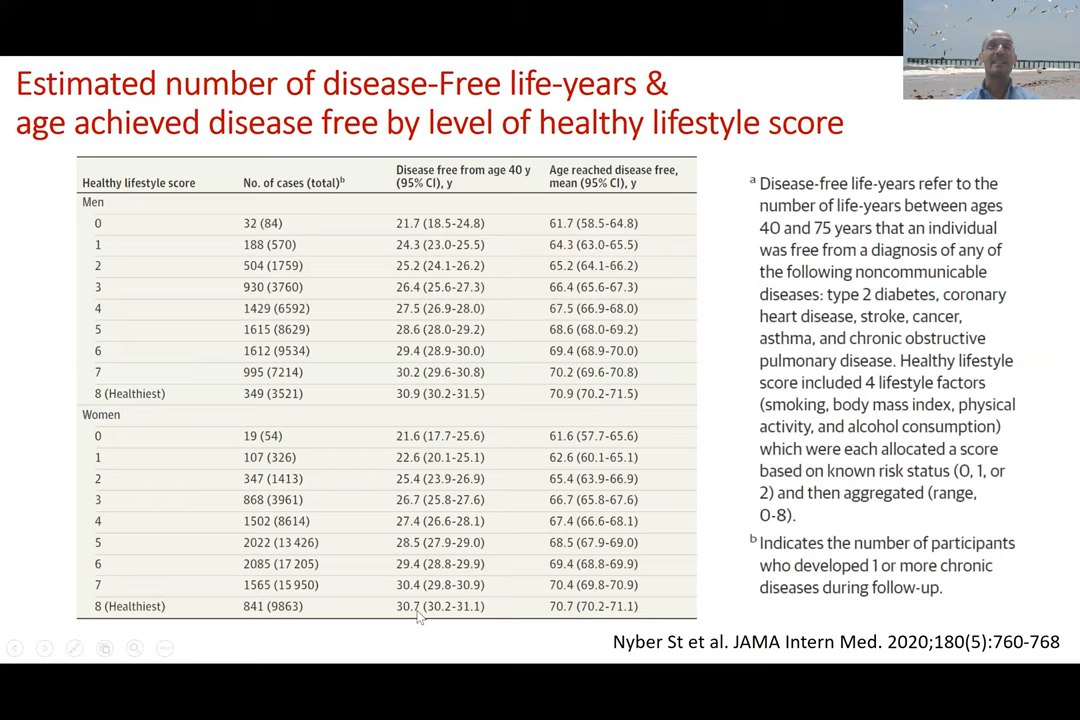 Estimated number of disease-Free life-years &
age achieved disease free by level of healthy lifestyle score
Healthy lifestyle score No. of cases (total)b Disease free from age 40 y (95% CI), y Age reached disease free, mean (95% CI), y
Men
0 32 (84) 21.7 (18.5-24.8) 61.7 (58.5-64.8)
1 188 (570) 24.3 (23.0-25.5) 64.3 (63.0-65.5)
2 504 (1759) 25.2 (24.1-26.2) 65.2 (64.1-66.2)
3 930 (3760) 26.4 (25.6-27.3) 66.4 (65.6-67.3)
4 1429 (6592) 27.5 (26.9-28.0) 67.5 (66.9-68.0)
5 1615 (8629) 28.6 (28.0-29.2) 68.6 (68.0-69.2)
6 1612 (9534) 29.4 (28.9-30.0) 69.4 (68.9-70.0)
7 995 (7214) 30.2 (29.6-30.8) 70.2 (69.6-70.8)
8 (Healthiest) 349 (3521) 30.9 (30.2-31.5) 70.9 (70.2-71.5)
Women
0 19 (54) 21.6 (17.7-25.6) 61.6 (57.7-65.6)
1 107 (326) 22.6 (20.1-25.1) 62.6 (60.1-65.1)
2 347 (1413) 25.4 (23.9-26.9) 65.4 (63.9-66.9)
3 868 (3961) 26.7 (25.8-27.6) 66.7 (65.8-67.6)
4 1502 (8614) 27.4 (26.6-28.1) 67.4 (66.6-68.1)
5 2022 (13 426) 28.5 (27.9-29.0) 68.5 (67.9-69.0)
6 2085 (17 205) 29.4 (28.8-29.9) 69.4 (68.8-69.9)
7 1565 (15 950) 30.4 (29.8-30.9) 70.4 (69.8-70.9)
8 (Healthiest) 841 (9863) 30.7 (30.2-31.1) 70.7 (70.2-71.1)
a Disease-free life-years refer to the
number of life-years between ages
40 and 75 years that an individual
was free from a diagnosis of any of
the following noncommunicable
diseases: type 2 diabetes, coronary
heart disease, stroke, cancer,
asthma, and chronic obstructive
pulmonary disease. Healthy lifestyle
score included 4 lifestyle factors
(smoking, body mass index, physical
activity, and alcohol consumption)
which were each allocated a score
based on known risk status (0, 1, or
2) and then aggregated (range,
0-8).
b Indicates the number of participants
who developed 1 or more chronic
diseases during follow-up.
Nyber St et al. JAMA Intern Med. 2020;180(5):760-768